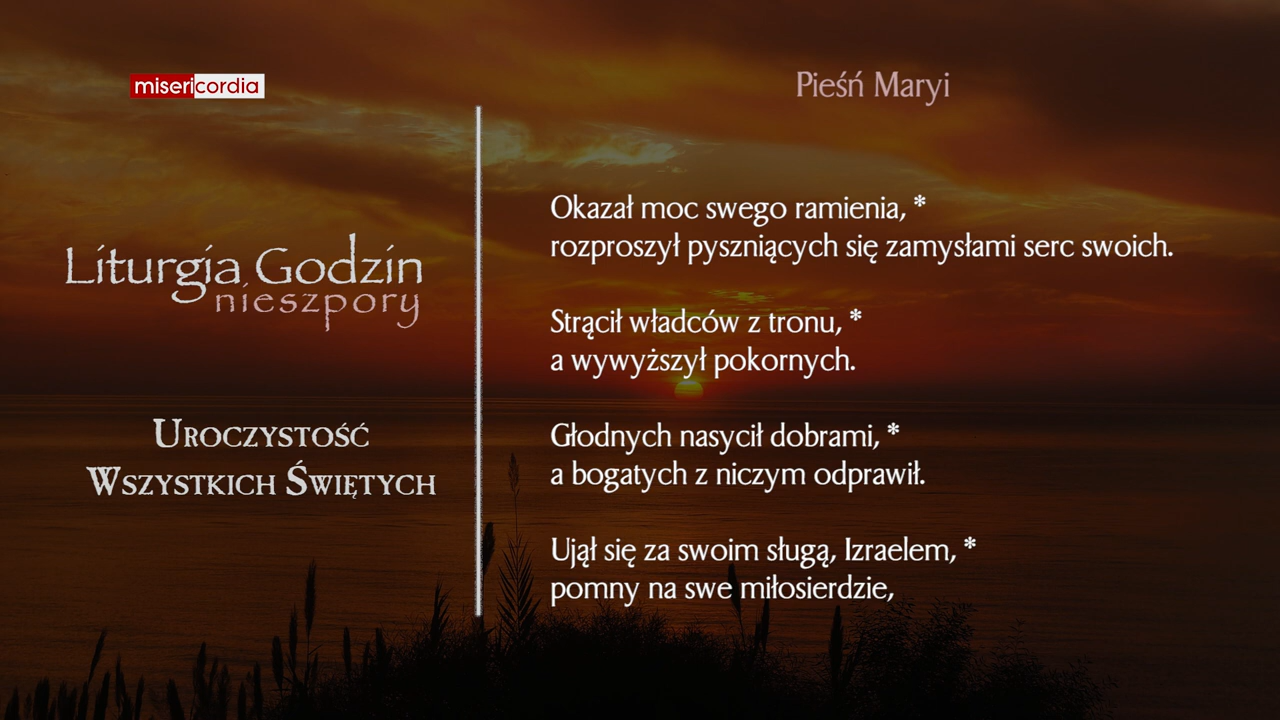 misericordia
Liturgia Godzin
nieszpory
Uroczystość
Wszystkich Świętych
Pieśń Maryi
Okazał moc swego ramienia, *
rozproszył pyszniących się zamysłami serc swoich.
Strącił władców z tronu, *
a wywyższył pokornych.
Głodnych nasycił dobrami, *
a bogatych z niczym odprawił.
Ujął się za swoim sługą, Izraelem, *
pomny na swe miłosierdzie,